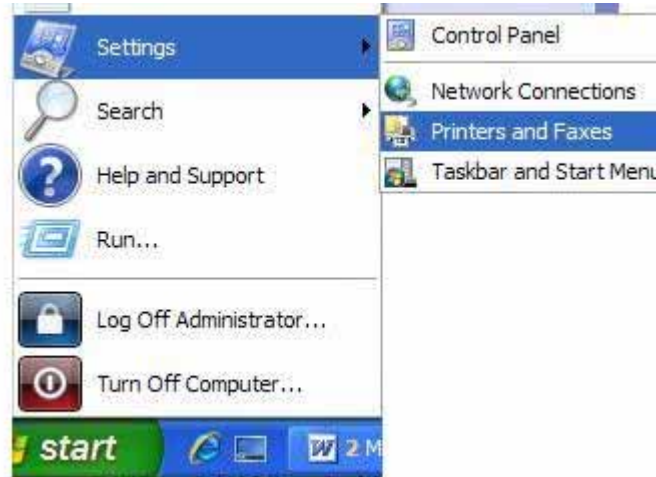 Settings
Control Panel
Search
Network Connections
Printers and Faxes
Help and Support
Taskbar and Start Menu
Run...
Log Off Administrator...
Turn Off Computer...
start
W 2 M